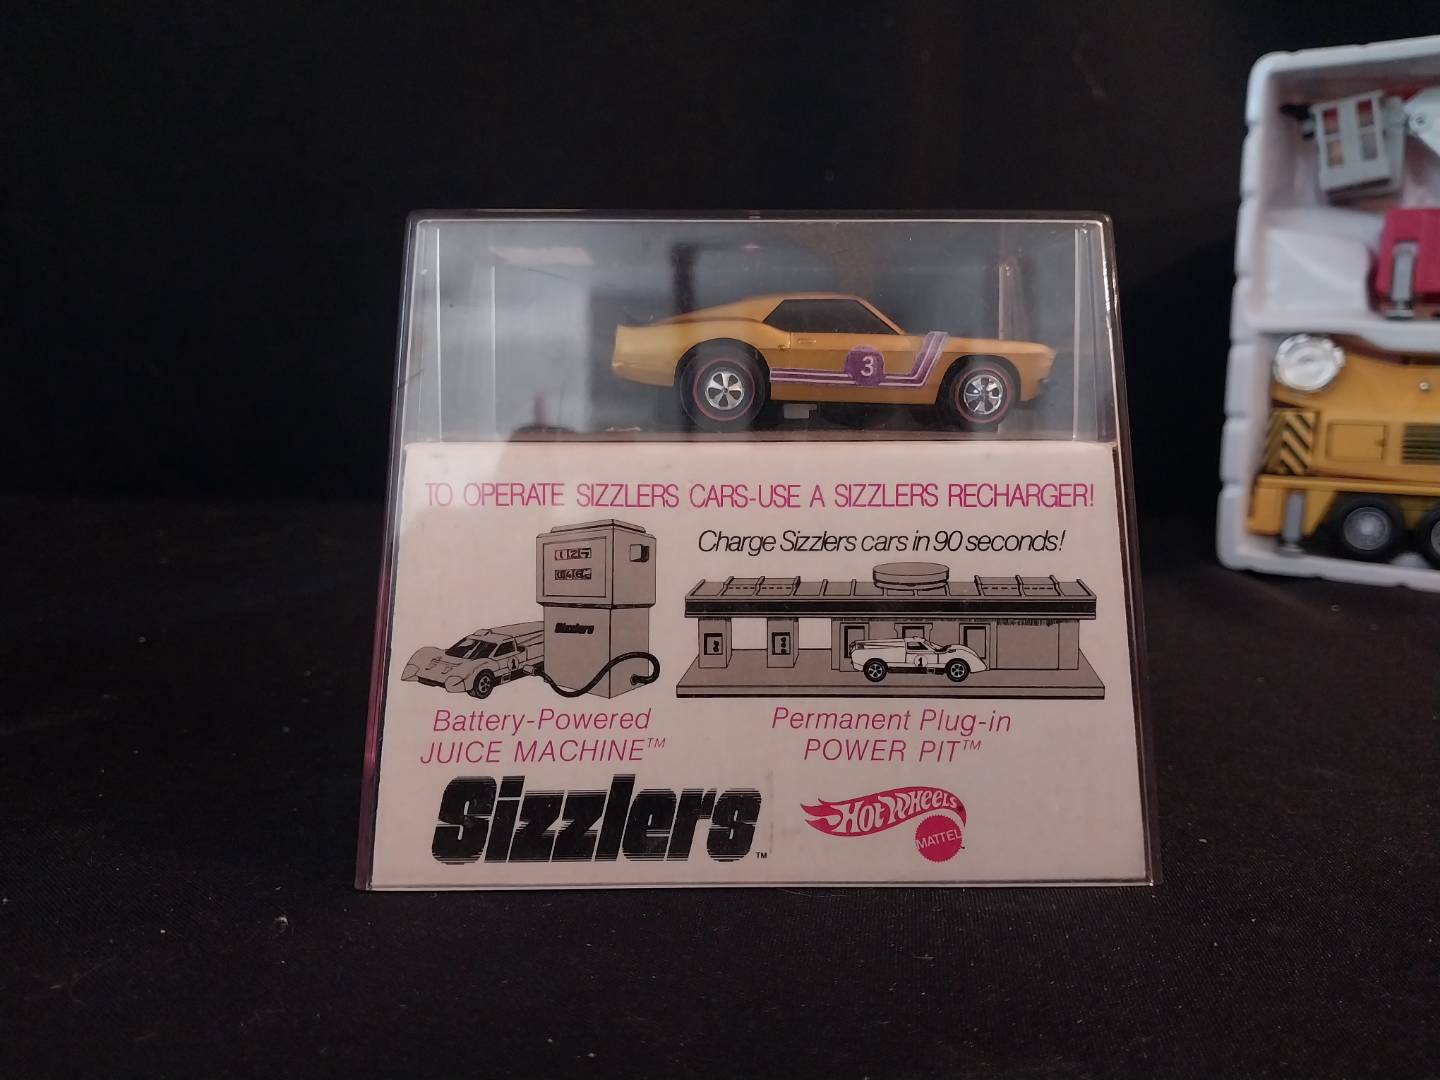 3
TO OPERATE SIZZLERS CARS-USE A SIZZLERS RECHARGER!
Charge Sizzlers cars in 90 seconds!
Sizzlers
1
1
Battery-Powered
JUICE MACHINE™
Permanent Plug-in
POWER PIT™
Sizzlers™
HOT WHEELS
MATTEL